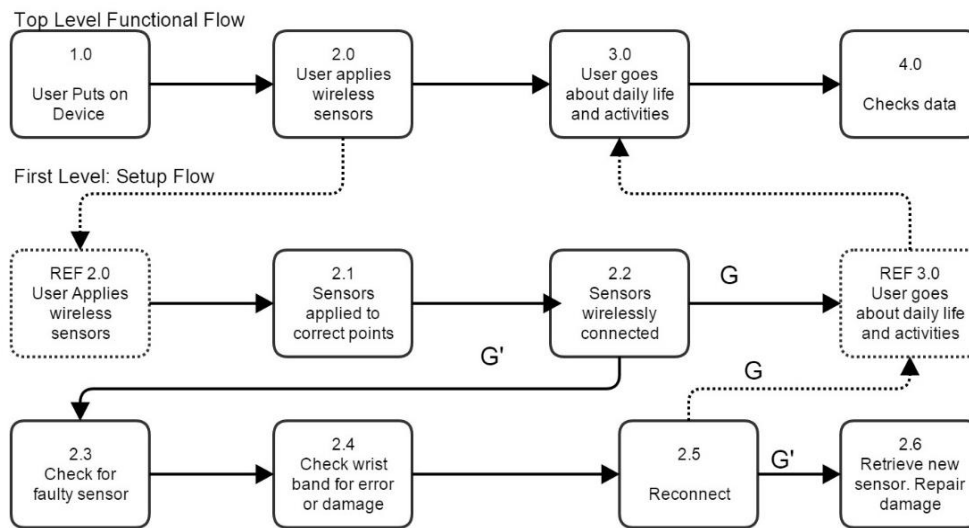 Top Level Functional Flow
1.0
User Puts on
Device
2.0
User applies
wireless
sensors
3.0
User goes
about daily life
and activities
4.0
Checks data
First Level: Setup Flow
REF 2.0
User Applies
wireless
sensors
2.1
Sensors
applied to
correct points
2.2
Sensors
wirelessly
connected
G
REF 3.0
User goes
about daily life
and activities
G'
G
2.3
Check for
faulty sensor
2.4
Check wrist
band for error
or damage
2.5
Reconnect
G'
2.6
Retrieve new
sensor. Repair
damage